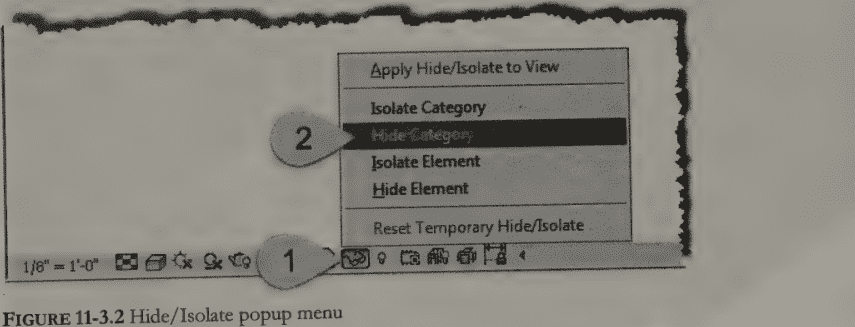 Apply Hide/Isolate to View
Isolate Category
2
Hide Category
Isolate Element
Hide Element
Reset Temporary Hide/Isolate
1/8" = 1'-0"
1
FIGURE 11-3.2 Hide/Isolate popup menu